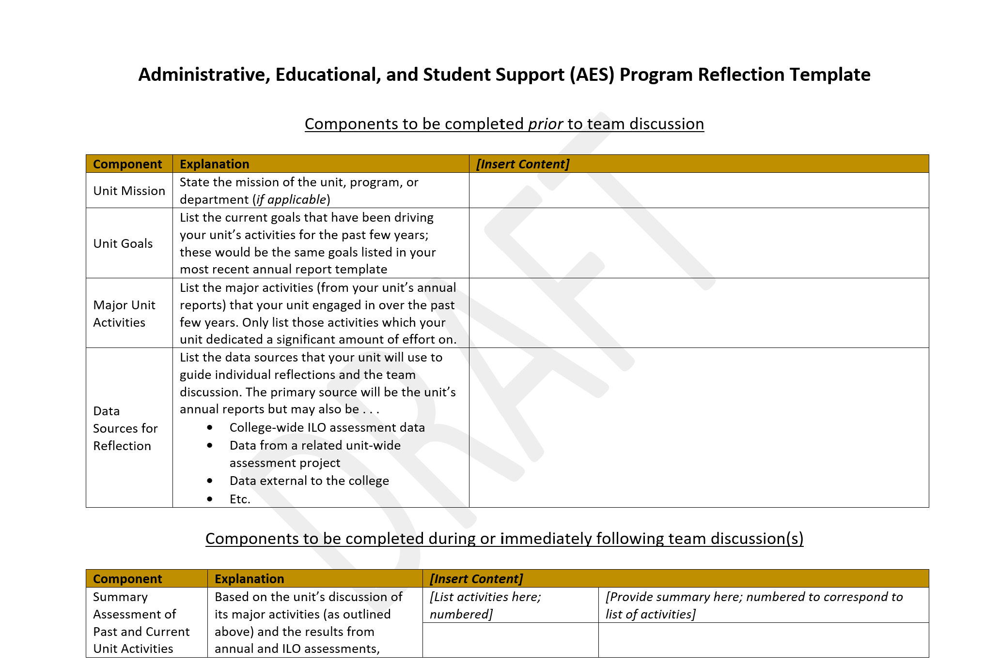 Administrative, Educational, and Student Support (AES) Program Reflection Template
Components to be completed prior to team discussion
Component
Explanation
[Insert Content]
Unit Mission
State the mission of the unit, program, or
department (if applicable)
Unit Goals
List the current goals that have been driving
your unit’s activities for the past few years;
these would be the same goals listed in your
most recent annual report template
Major Unit
Activities
List the major activities (from your unit’s annual
reports) that your unit engaged in over the past
few years. Only list those activities which your
unit dedicated a significant amount of effort on.
Data
Sources for
Reflection
List the data sources that your unit will use to
guide individual reflections and the team
discussion. The primary source will be the unit’s
annual reports but may also be . . .
• College-wide ILO assessment data
• Data from a related unit-wide
assessment project
• Data external to the college
• Etc.
DRAFT
Components to be completed during or immediately following team discussion(s)
Component
Explanation
[Insert Content]
Summary
Assessment of
Past and Current
Unit Activities
Based on the unit’s discussion of
its major activities (as outlined
above) and the results from
annual and ILO assessments,
[List activities here;
numbered]
[Provide summary here; numbered to correspond to
list of activities]